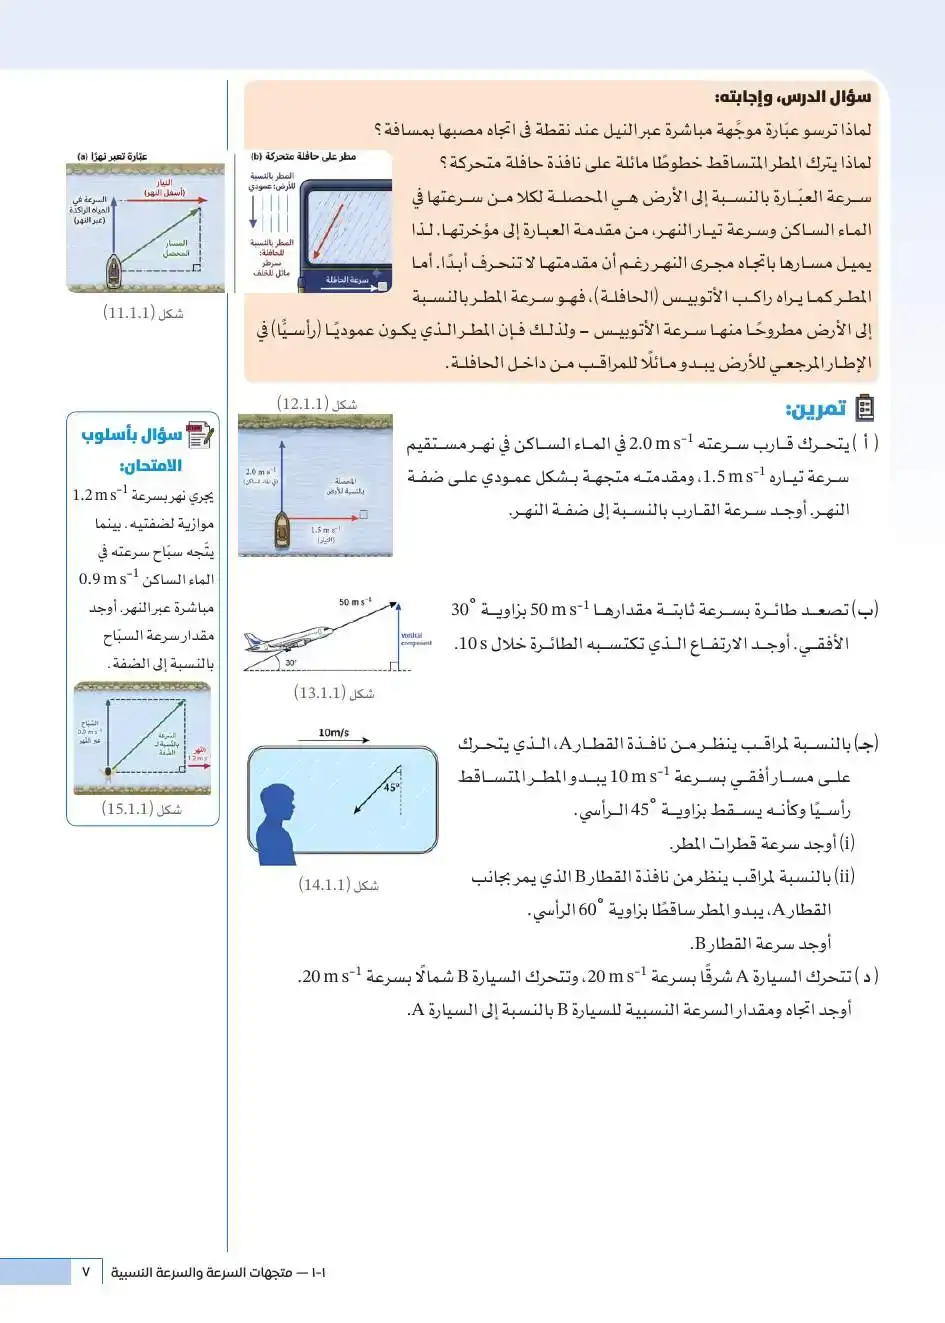 سؤال الدرس، وإجابته:
لماذا ترسو عبّارة موجَّهة مباشرة عبر النيل عند نقطة في اتجاه مصبها بمسافة؟
لماذا يترك المطر المتساقط خطوطًا مائلة على نافذة حافلة متحركة؟
سرعة العبّارة بالنسبة إلى الأرض هي المحصلة لكلا من سرعتها في
الماء الساكن وسرعة تيار النهر، من مقدمة العبارة إلى مؤخرتها. لذا
يميل مسارها باتجاه مجرى النهر رغم أن مقدمتها لا تنحرف أبدًا. أما
المطر كما يراه راكب الأتوبيس (الحافلة)، فهو سرعة المطر بالنسبة
إلى الأرض مطروحًا منها سرعة الأتوبيس – ولذلك فإن المطر الذي يكون عموديًا (رأسيًّا) في
الإطار المرجعي للأرض يبدو مائلًا للمراقب من داخل الحافلة.
مطر على حافلة متحركة (b)
المطر بالنسبة
للأرض: عمودي
المطر بالنسبة
للحافلة:
مائل للخلف
سرعة الحافلة
عبّارة تعبر نهرًا (a)
التيار
(أسفل النهر)
السرعة في
المياه الراكدة
(عبر النهر)
المسار
المحصل
شكل (11.1.1)
تمرين:
(أ) يتحرك قارب سرعته 2.0 m s⁻¹ في الماء الساكن في نهر مستقيم
سرعة تياره 1.5 m s⁻¹، ومقدمته متجهة بشكل عمودي على ضفة
النهر. أوجد سرعة القارب بالنسبة إلى ضفة النهر.
شكل (12.1.1)
2.0 m s⁻¹
المحصلة
بالنسبة للأرض
1.5 m s⁻¹
(التيار)
(ب) تصعد طائرة بسرعة ثابتة مقدارها 50 m s⁻¹ بزاوية 30°
الأفقي. أوجد الارتفاع الذي تكتسبه الطائرة خلال 10 s.
50 m s⁻¹
vertical
component
30°
شكل (13.1.1)
(جـ) بالنسبة لمراقب ينظر من نافذة القطار A، الذي يتحرك
على مسار أفقي بسرعة 10 m s⁻¹ يبدو المطر المتساقط
رأسيًا وكأنه يسقط بزاوية 45° الرأسي.
(i) أوجد سرعة قطرات المطر.
(ii) بالنسبة لمراقب ينظر من نافذة القطار B الذي يمر بجانب
القطار A، يبدو المطر ساقطًا بزاوية 60° الرأسي.
أوجد سرعة القطار B.
10m/s
45°
شكل (14.1.1)
(د) تتحرك السيارة A شرقًا بسرعة 20 m s⁻¹، وتتحرك السيارة B شمالًا بسرعة 20 m s⁻¹.
أوجد اتجاه ومقدار السرعة النسبية للسيارة B بالنسبة إلى السيارة A.
سؤال بأسلوب
الامتحان:
يجري نهر بسرعة 1.2 m s⁻¹
موازية لضفتيه. بينما
يتّجه سبّاح سرعته في
الماء الساكن 0.9 m s⁻¹
مباشرة عبر النهر. أوجد
مقدار سرعة السبّاح
بالنسبة إلى الضفة.
السبّاح
0.9 m s⁻¹
عبر النهر
السرعة
بالنسبة لـ
الضفة
النهر
1.2 m s
شكل (15.1.1)
١-١ — متجهات السرعة والسرعة النسبية
٧